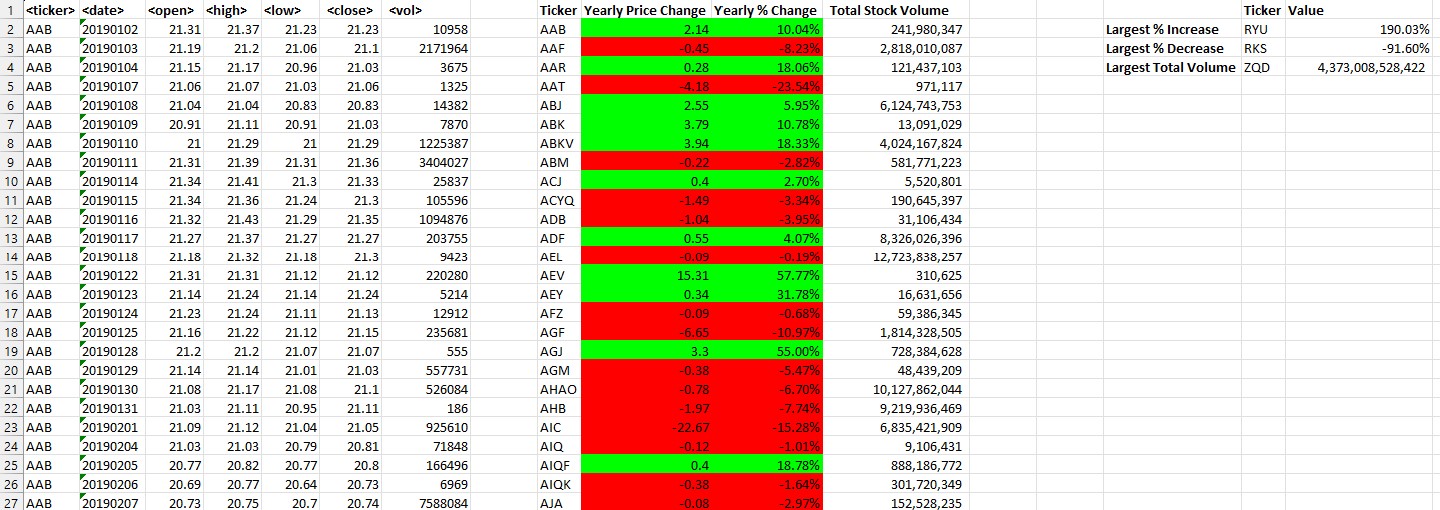 1 <ticker> <date> <open> <high> <low> <close> <vol> Ticker Yearly Price Change Yearly % Change Total Stock Volume Ticker Value
2 AAB 20190102 21.31 21.37 21.23 21.23 10958 AAB 2.14 10.04% 241,980,347 Largest % Increase RYU 190.03%
3 AAB 20190103 21.19 21.2 21.06 21.1 2171964 AAF -0.45 -8.23% 2,818,010,087 Largest % Decrease RKS -91.60%
4 AAB 20190104 21.15 21.17 20.96 21.03 3675 AAR 0.28 18.06% 121,437,103 Largest Total Volume ZQD 4,373,008,528,422
5 AAB 20190107 21.06 21.07 21.03 21.06 1325 AAT -4.18 -23.54% 971,117
6 AAB 20190108 21.04 21.04 20.83 20.83 14382 ABJ 2.55 5.95% 6,124,743,753
7 AAB 20190109 20.91 21.11 20.91 21.03 7870 ABK 3.79 10.78% 13,091,029
8 AAB 20190110 21 21.29 21 21.29 1225387 ABKV 3.94 18.33% 4,024,167,824
9 AAB 20190111 21.31 21.39 21.31 21.36 3404027 ABM -0.22 -2.82% 581,771,223
10 AAB 20190114 21.34 21.41 21.3 21.33 25837 ACJ 0.4 2.70% 5,520,801
11 AAB 20190115 21.34 21.36 21.24 21.3 105596 ACYQ -1.49 -3.34% 190,645,397
12 AAB 20190116 21.32 21.43 21.29 21.35 1094876 ADB -1.04 -3.95% 31,106,434
13 AAB 20190117 21.27 21.37 21.27 21.27 203755 ADF 0.55 4.07% 8,326,026,396
14 AAB 20190118 21.18 21.32 21.18 21.3 9423 AEL -0.09 -0.19% 12,723,838,257
15 AAB 20190122 21.31 21.31 21.12 21.12 220280 AEV 15.31 57.77% 310,625
16 AAB 20190123 21.14 21.24 21.14 21.24 5214 AEY 0.34 31.78% 16,631,656
17 AAB 20190124 21.23 21.24 21.11 21.13 12912 AFZ -0.09 -0.68% 59,386,345
18 AAB 20190125 21.16 21.22 21.12 21.15 235681 AGF -6.65 -10.97% 1,814,328,505
19 AAB 20190128 21.2 21.2 21.07 21.07 555 AGJ 3.3 55.00% 728,384,628
20 AAB 20190129 21.14 21.14 21.01 21.03 557731 AGM -0.38 -5.47% 48,439,209
21 AAB 20190130 21.08 21.17 21.08 21.1 526084 AHAO -0.78 -6.70% 10,127,862,044
22 AAB 20190131 21.03 21.11 20.95 21.11 186 AHB -1.97 -7.74% 9,219,936,469
23 AAB 20190201 21.09 21.12 21.04 21.05 925610 AIC -22.67 -15.28% 6,835,421,909
24 AAB 20190204 21.03 21.03 20.79 20.81 71848 AIQ -0.12 -1.01% 9,106,431
25 AAB 20190205 20.77 20.82 20.77 20.8 166496 AIQF 0.4 18.78% 888,186,772
26 AAB 20190206 20.69 20.77 20.64 20.73 6969 AIQK -0.38 -1.64% 301,720,349
27 AAB 20190207 20.73 20.75 20.7 20.74 7588084 AJA -0.08 -2.97% 152,528,235